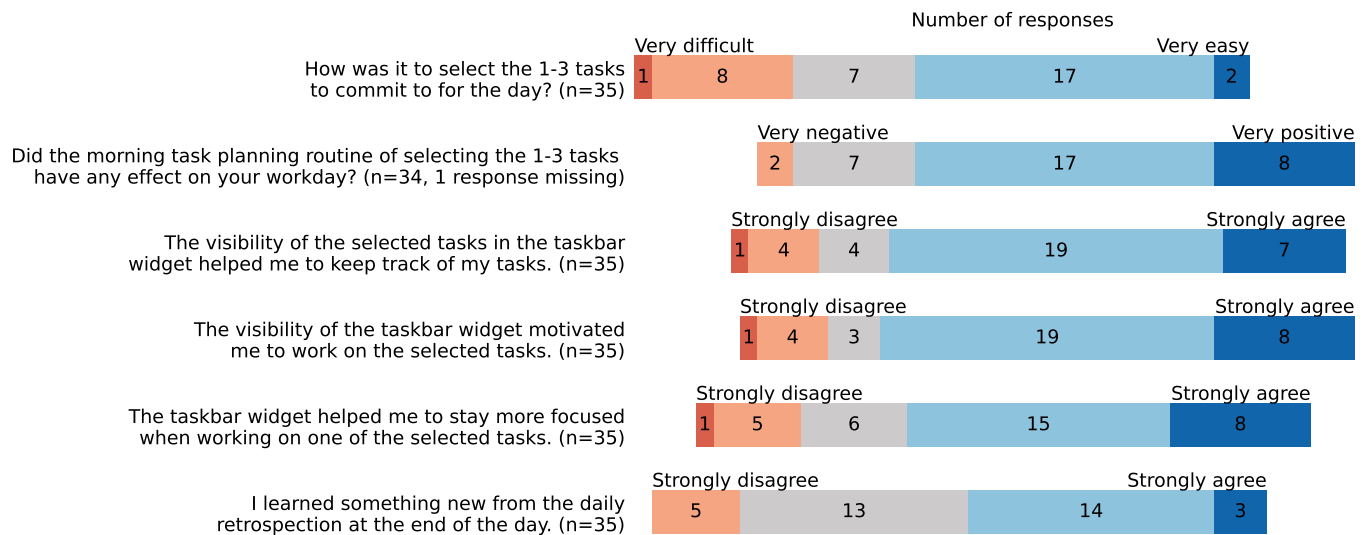 Number of responses
Very difficult Very easy
How was it to select the 1-3 tasks
to commit to for the day? (n=35)
1 8 7 17 2
Very negative Very positive
Did the morning task planning routine of selecting the 1-3 tasks
have any effect on your workday? (n=34, 1 response missing)
2 7 17 8
Strongly disagree Strongly agree
The visibility of the selected tasks in the taskbar
widget helped me to keep track of my tasks. (n=35)
1 4 4 19 7
Strongly disagree Strongly agree
The visibility of the taskbar widget motivated
me to work on the selected tasks. (n=35)
1 4 3 19 8
Strongly disagree Strongly agree
The taskbar widget helped me to stay more focused
when working on one of the selected tasks. (n=35)
1 5 6 15 8
Strongly disagree Strongly agree
I learned something new from the daily
retrospection at the end of the day. (n=35)
5 13 14 3